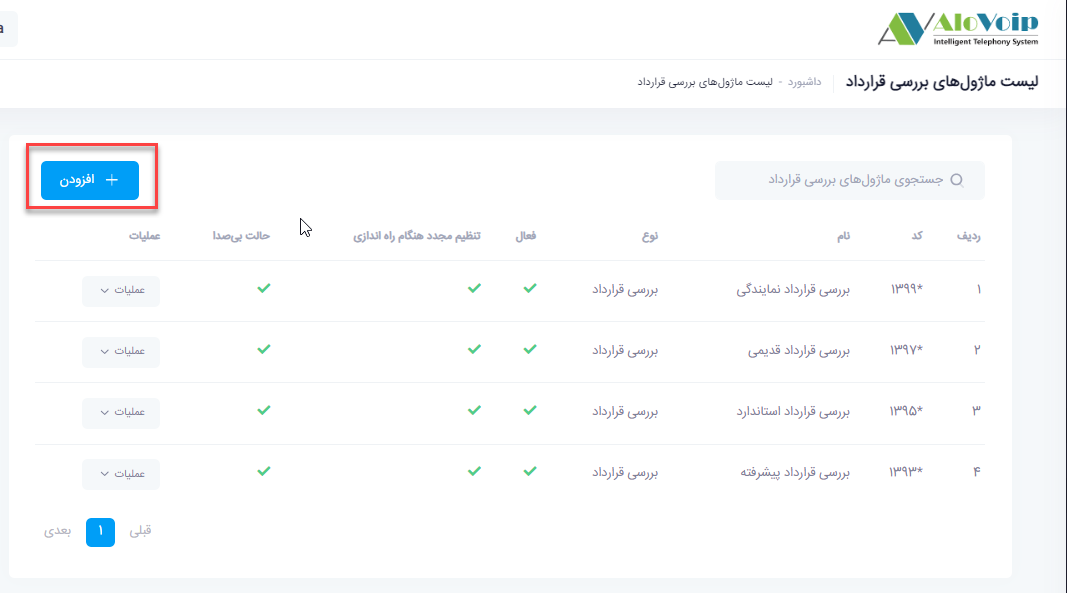 AloVoip
Intelligent Telephony System
a
لیست ماژول‌های بررسی قرارداد
داشبورد - لیست ماژول‌های بررسی قرارداد
جستجوی ماژول‌های بررسی قرارداد
+ افزودن
ردیف کد نام نوع فعال تنظیم مجدد هنگام راه اندازی حالت بی‌صدا عملیات
۱ *۱۳۹۹ بررسی قرارداد نمایندگی بررسی قرارداد عملیات
۲ *۱۳۹۷ بررسی قرارداد قدیمی بررسی قرارداد عملیات
۳ *۱۳۹۵ بررسی قرارداد استاندارد بررسی قرارداد عملیات
۴ *۱۳۹۳ بررسی قرارداد پیشرفته بررسی قرارداد عملیات
قبلی ۱ بعدی